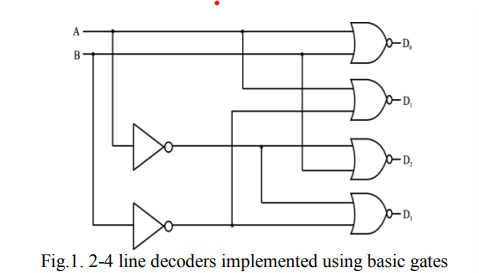 A
D₀
B
D₁
D₂
D₃
Fig.1. 2-4 line decoders implemented using basic gates